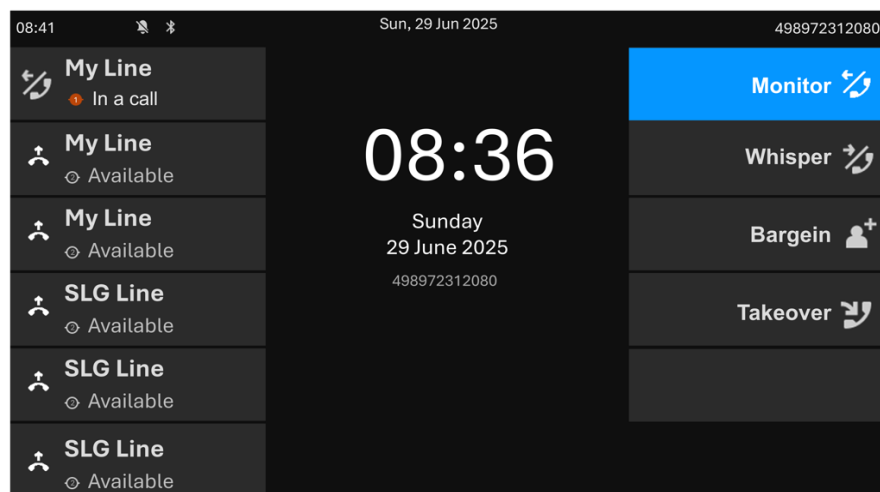 08:41
Sun, 29 Jun 2025
498972312080
My Line
1 In a call
My Line
Available
My Line
Available
SLG Line
Available
SLG Line
Available
SLG Line
Available
08:36
Sunday
29 June 2025
498972312080
Monitor
Whisper
Bargein
Takeover